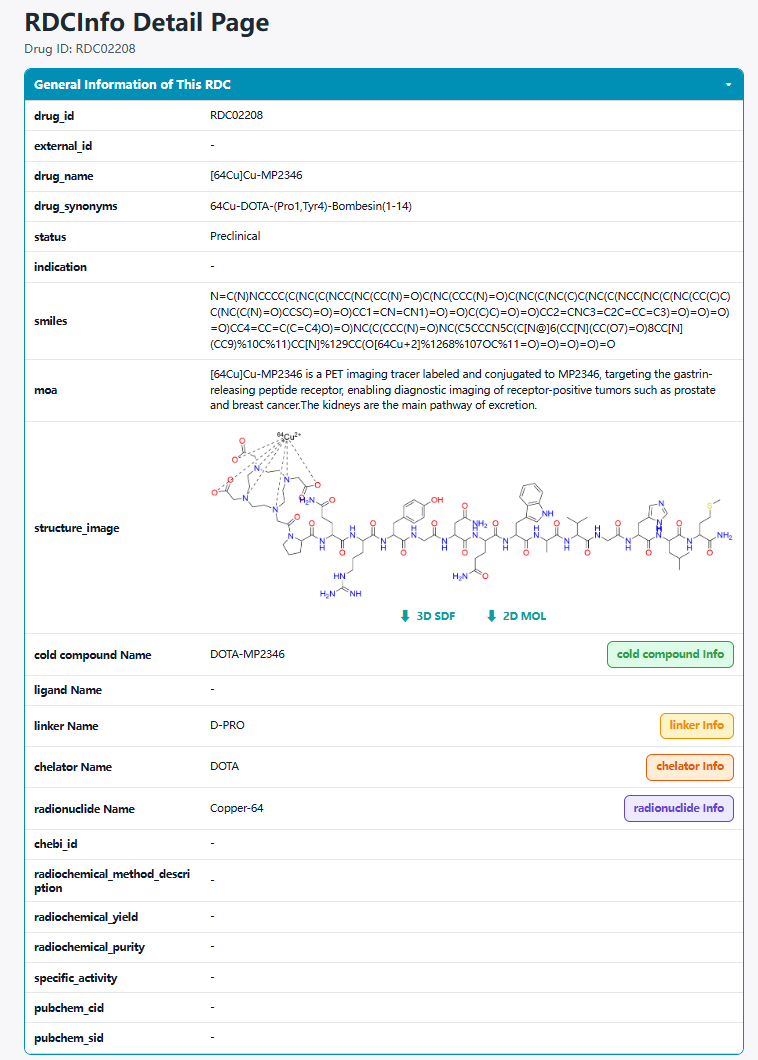 RDCInfo Detail Page
Drug ID: RDC02208
General Information of This RDC
drug_id RDC02208
external_id -
drug_name [64Cu]Cu-MP2346
drug_synonyms 64Cu-DOTA-(Pro1,Tyr4)-Bombesin(1-14)
status Preclinical
indication -
smiles N=C(N)NCCCC(C(NC(C(NCC(NC(CC(N)=O)C(NC(CCC(N)=O)C(NC(C(NC(C)C(NC(C(NCC(NC(C(NC(CC(C)C)
C(NC(C(N)=O)CCSC)=O)=O)CC1=CN=CN1)=O)=O)C(C)C)=O)=O)CC2=CNC3=C2C=CC=C3)=O)=O)=O)
=O)CC4=CC=C(C=C4)O)=O)NC(C(CCC(N)=O)NC(C5CCCN5C(C[N@]6(CC[N](CC(O7)=O)8CC[N]
(CC9)%10C%11)CC[N]%129CC(O[64Cu+2]%1268%107OC%11=O)=O)=O)=O)=O
moa [64Cu]Cu-MP2346 is a PET imaging tracer labeled and conjugated to MP2346, targeting the gastrin-
releasing peptide receptor, enabling diagnostic imaging of receptor-positive tumors such as prostate
and breast cancer.The kidneys are the main pathway of excretion.
structure_image
3D SDF 2D MOL
cold compound Name DOTA-MP2346 cold compound Info
ligand Name -
linker Name D-PRO linker Info
chelator Name DOTA chelator Info
radionuclide Name Copper-64 radionuclide Info
chebi_id -
radiochemical_method_descri
ption -
radiochemical_yield -
radiochemical_purity -
specific_activity -
pubchem_cid -
pubchem_sid -